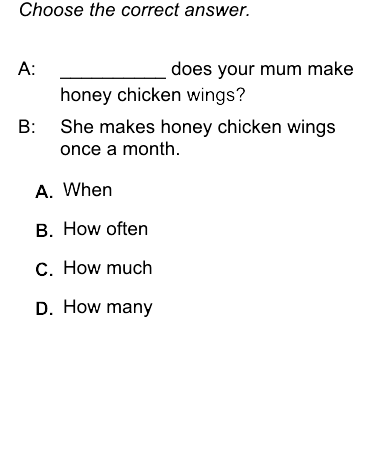 Choose the correct answer.
A: __________ does your mum make
honey chicken wings?
B: She makes honey chicken wings
once a month.
A. When
B. How often
C. How much
D. How many